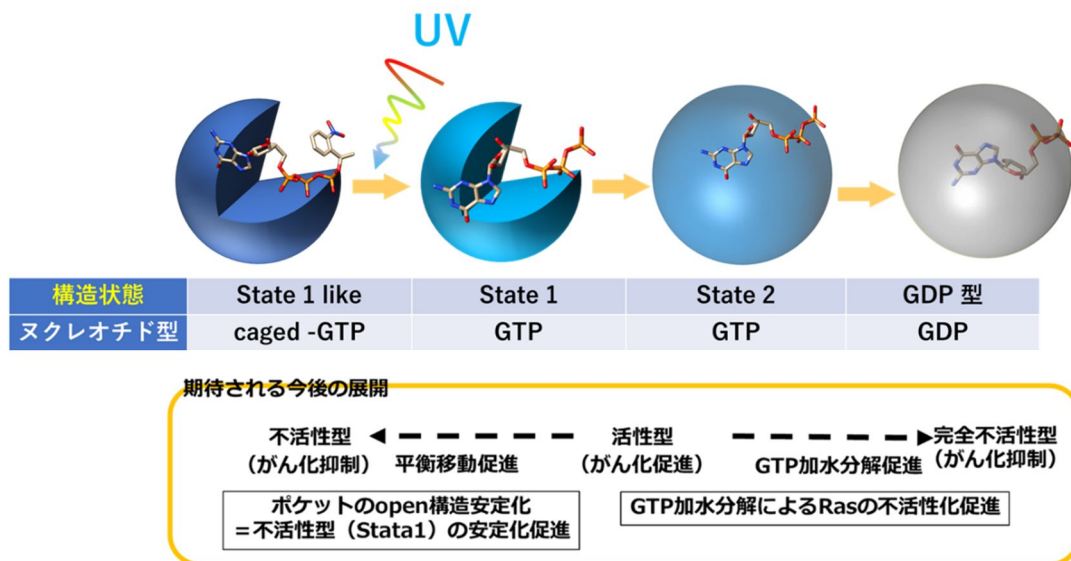 UV
構造状態 State 1 like State 1 State 2 GDP 型
ヌクレオチド型 caged -GTP GTP GTP GDP
期待される今後の展開
不活性型 活性型 完全不活性型
(がん化抑制) 平衡移動促進 (がん化促進) GTP加水分解促進 (がん化抑制)
ポケットのopen構造安定化
=不活性型(Stata1)の安定化促進
GTP加水分解によるRasの不活性化促進